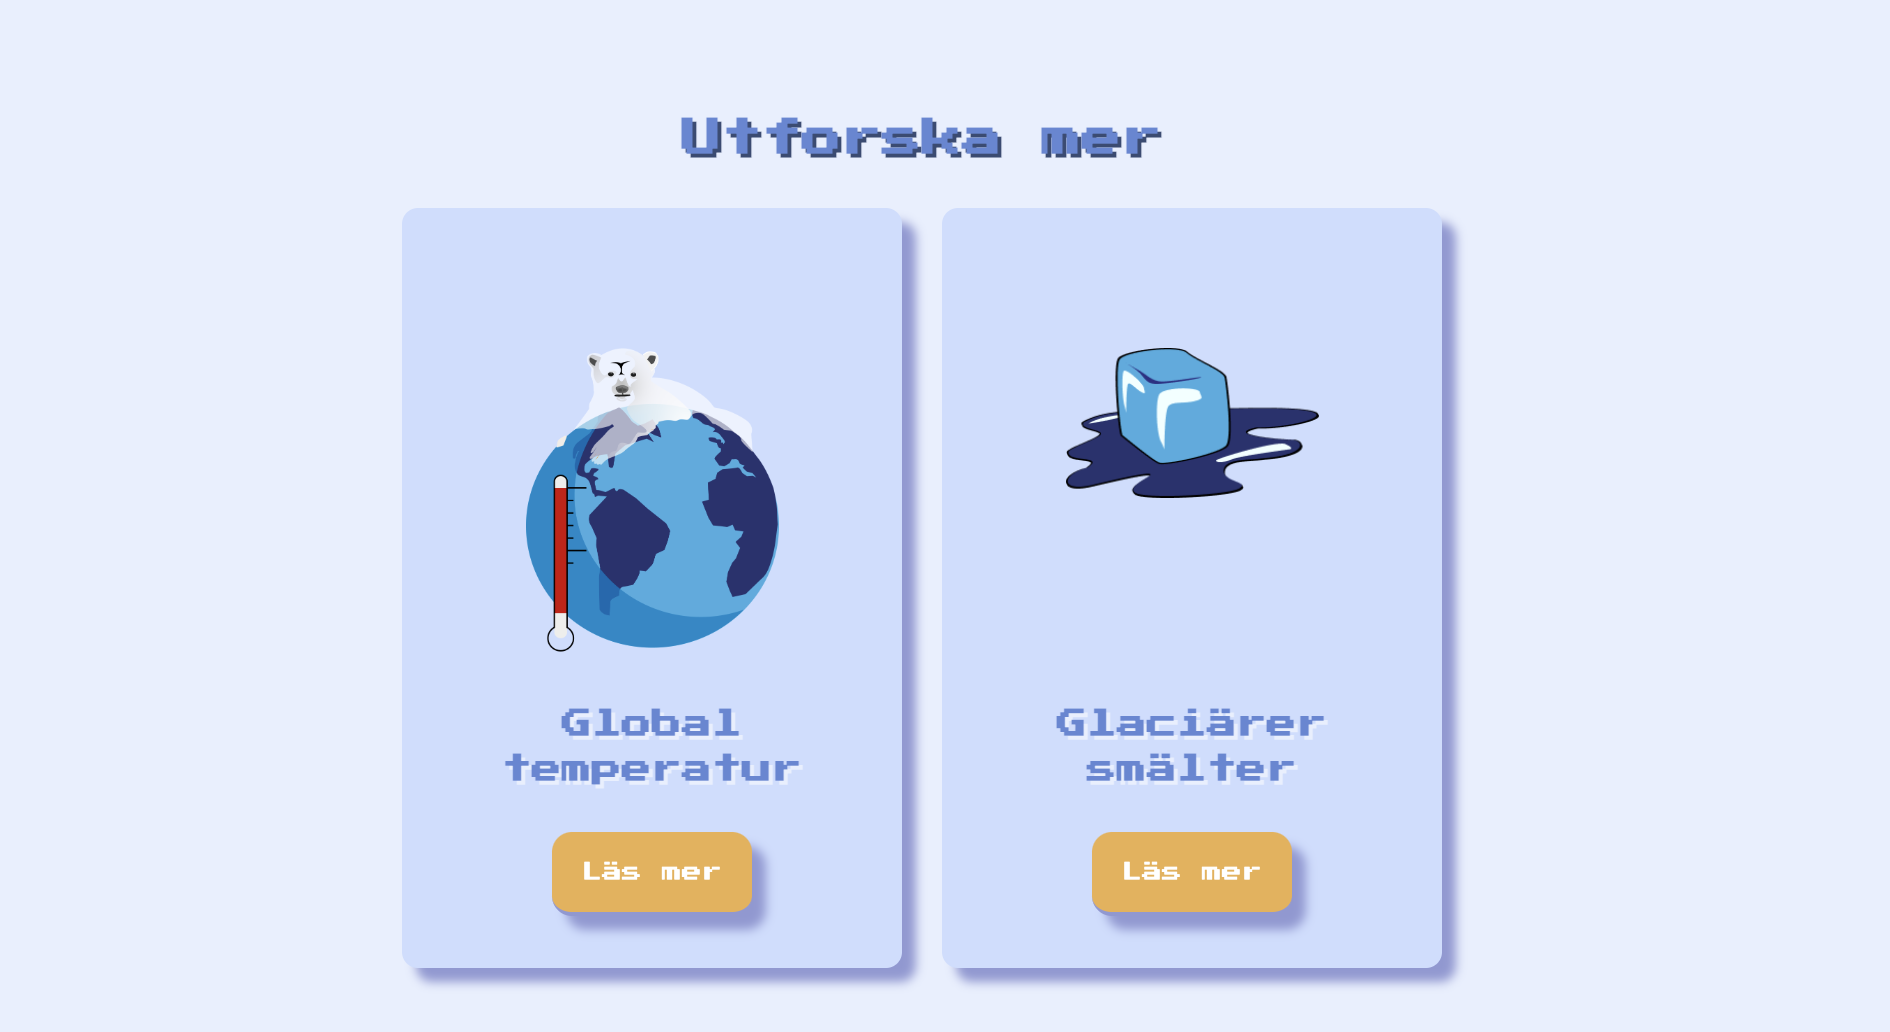 Utforska mer
Global
temperatur
Läs mer
Glaciärer
smälter
Läs mer